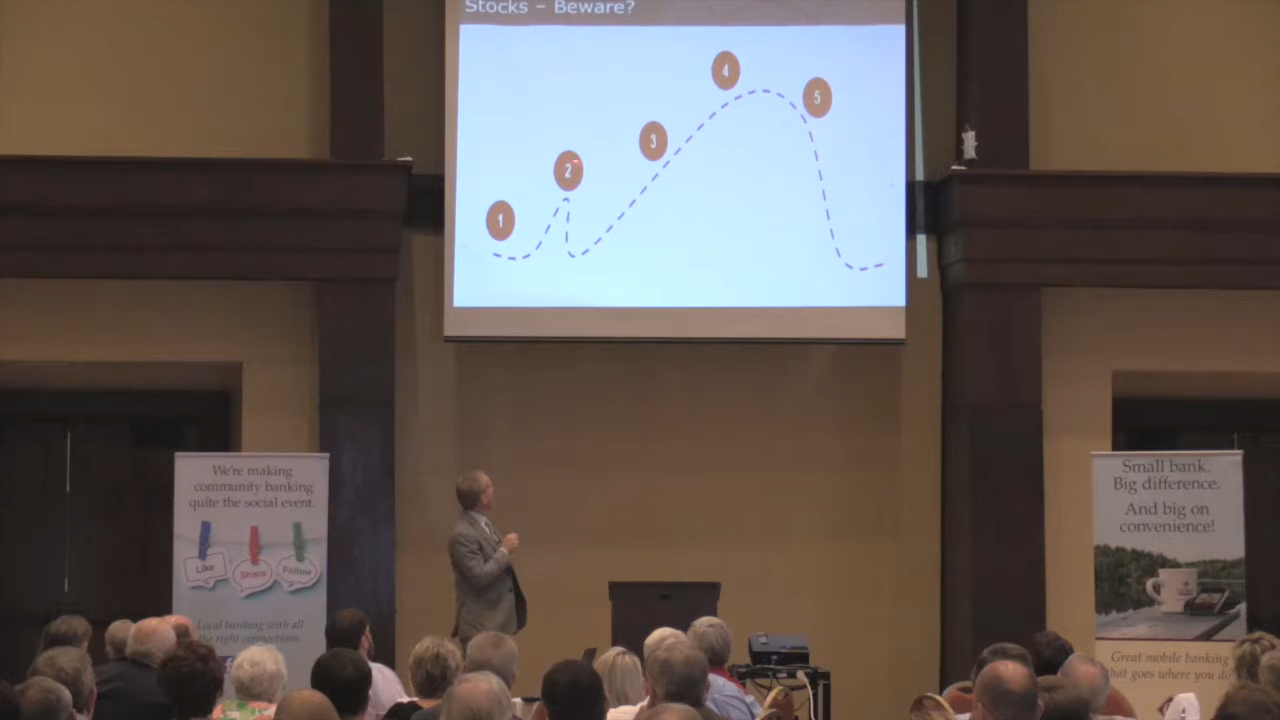 Stocks – Beware?
4
5
3
2
1
We're making
community banking
quite the social event.
Like
Share
Follow
Local banking with all
the right connections.
Small bank.
Big difference.
And big on
convenience!
Great mobile banking
that goes where you do